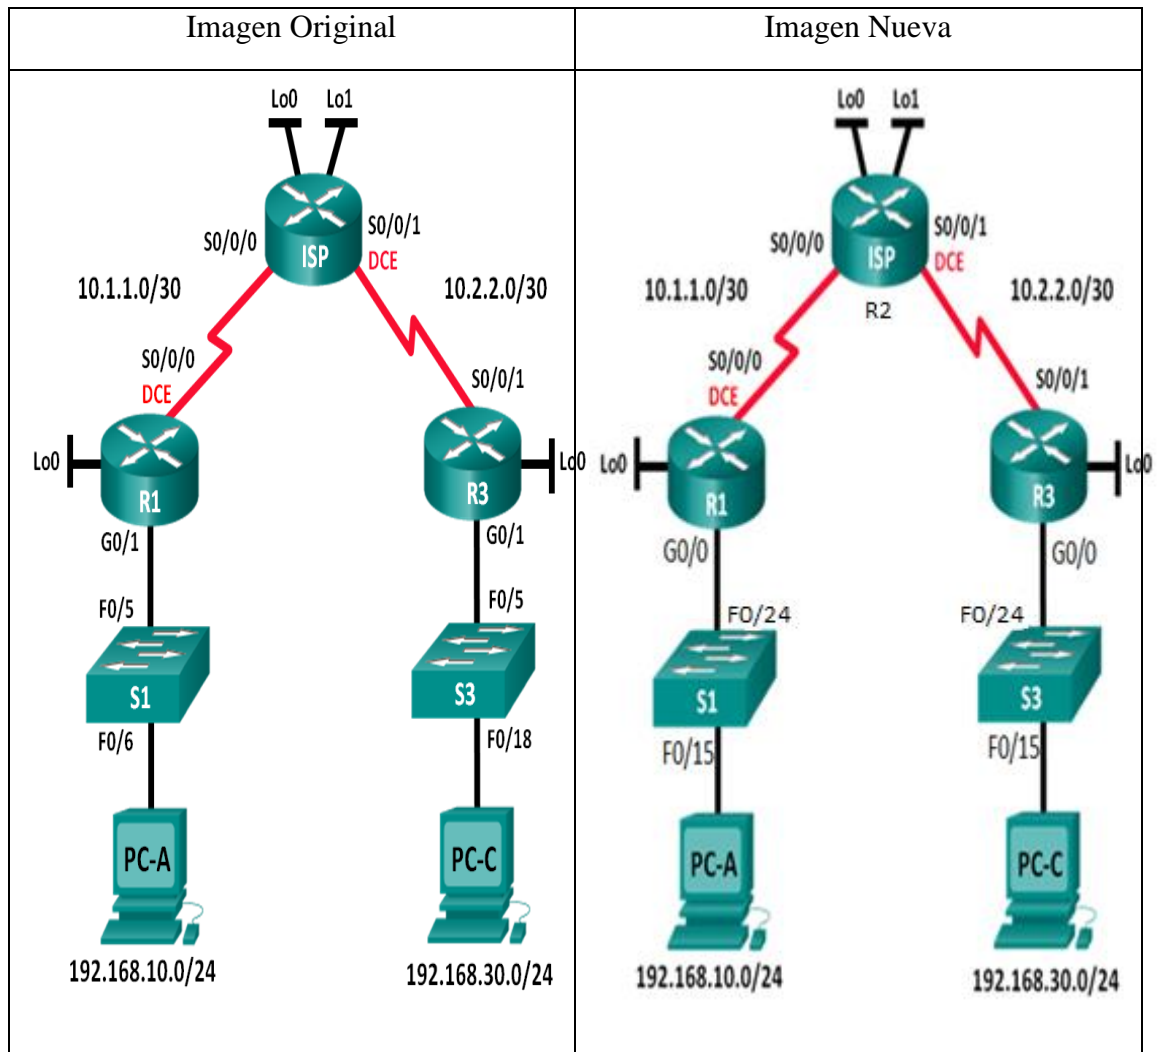 Imagen Original
Imagen Nueva
Lo0 Lo1
S0/0/0
S0/0/1
ISP
DCE
10.1.1.0/30
10.2.2.0/30
S0/0/0
DCE
S0/0/1
Lo0
R1
R3
Lo0
G0/1
G0/1
F0/5
F0/5
S1
S3
F0/6
F0/18
PC-A
PC-C
192.168.10.0/24
192.168.30.0/24
Lo0 Lo1
S0/0/0
S0/0/1
ISP
DCE
10.1.1.0/30
10.2.2.0/30
R2
S0/0/0
DCE
S0/0/1
Lo0
R1
R3
Lo0
G0/0
G0/0
F0/24
F0/24
S1
S3
F0/15
F0/15
PC-A
PC-C
192.168.10.0/24
192.168.30.0/24